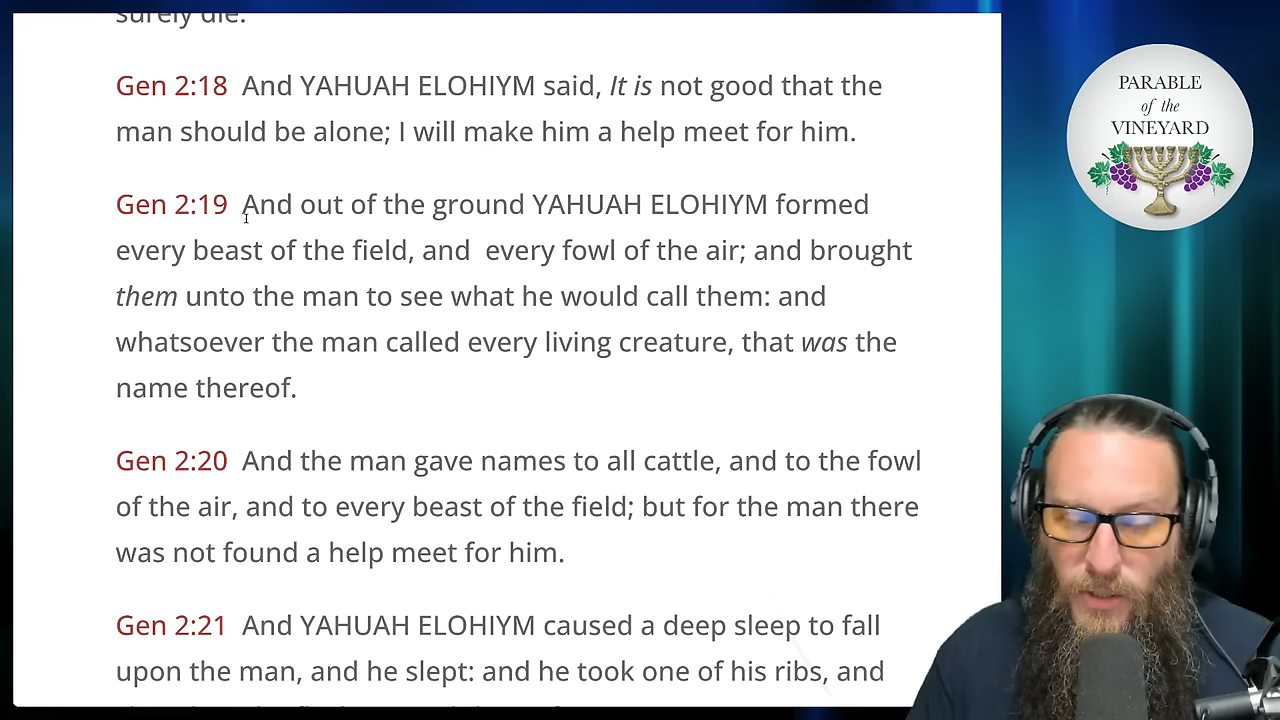 surely die.
Gen 2:18 And YAHUAH ELOHIYM said, It is not good that the
man should be alone; I will make him a help meet for him.
Gen 2:19 And out of the ground YAHUAH ELOHIYM formed
every beast of the field, and every fowl of the air; and brought
them unto the man to see what he would call them: and
whatsoever the man called every living creature, that was the
name thereof.
Gen 2:20 And the man gave names to all cattle, and to the fowl
of the air, and to every beast of the field; but for the man there
was not found a help meet for him.
Gen 2:21 And YAHUAH ELOHIYM caused a deep sleep to fall
upon the man, and he slept: and he took one of his ribs, and
PARABLE
of the
VINEYARD